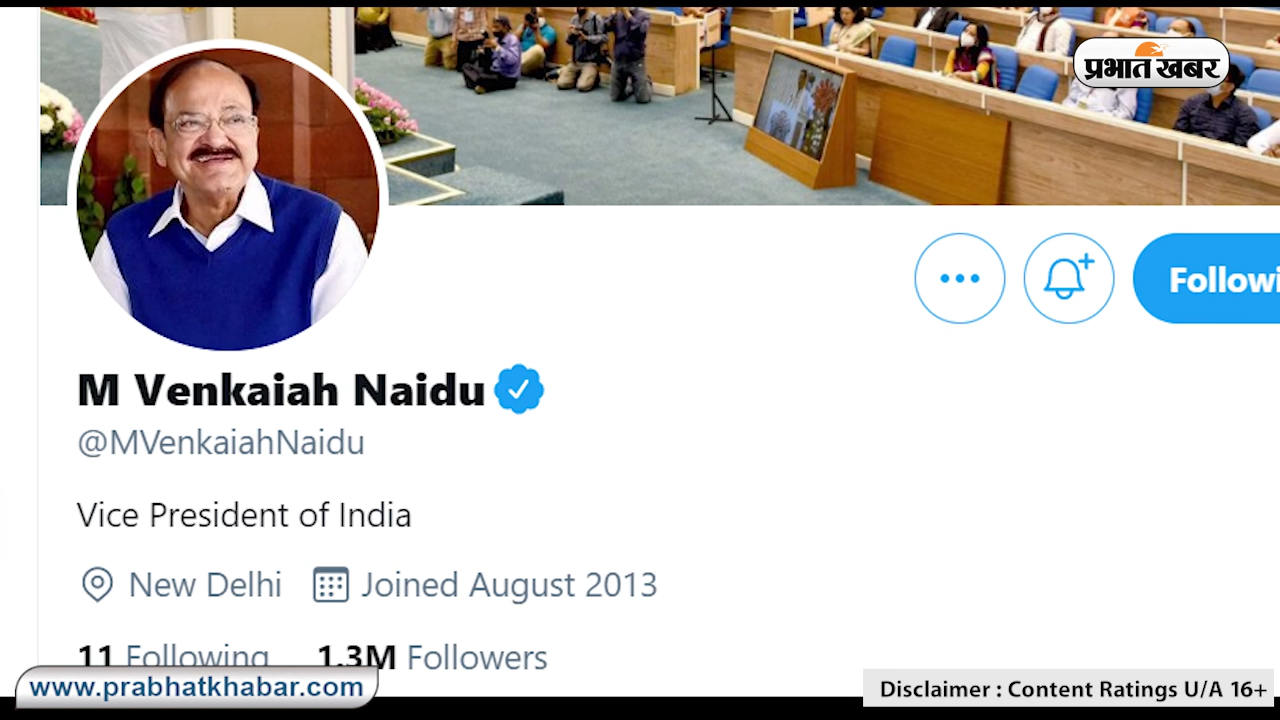 प्रभात खबर
Followi
M Venkaiah Naidu
@MVenkaiahNaidu
Vice President of India
New Delhi Joined August 2013
11 Following 1.3M Followers
www.prabhatkhabar.com
Disclaimer : Content Ratings U/A 16+